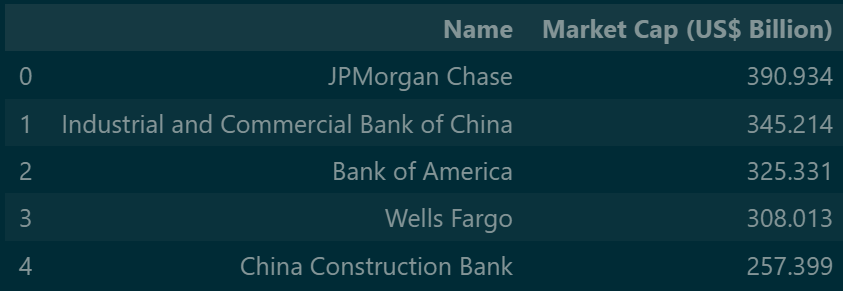 Name Market Cap (US$ Billion)
0 JPMorgan Chase 390.934
1 Industrial and Commercial Bank of China 345.214
2 Bank of America 325.331
3 Wells Fargo 308.013
4 China Construction Bank 257.399